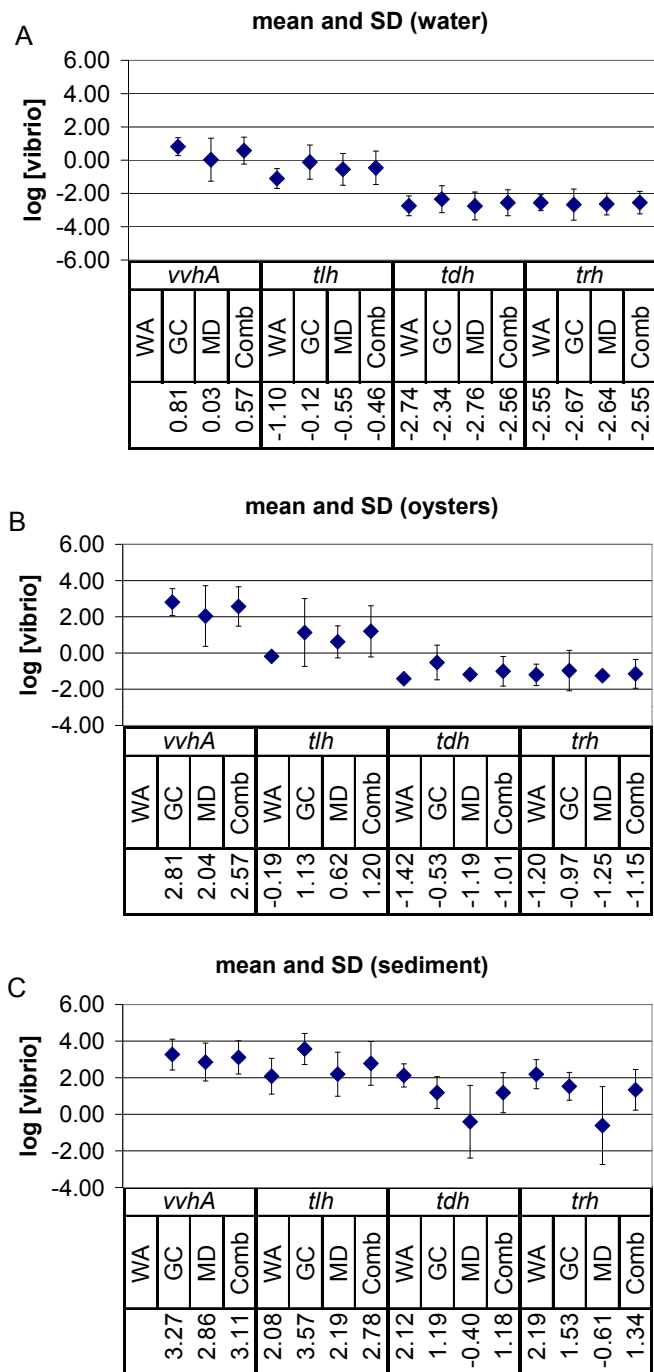 A
mean and SD (water)
log [vibrio]
6.00
4.00
2.00
0.00
-2.00
-4.00
-6.00
vvhA tlh tdh trh
WA GC MD Comb WA GC MD Comb WA GC MD Comb WA GC MD Comb
0.81 0.03 0.57 -1.10 -0.12 -0.55 -0.46 -2.74 -2.34 -2.76 -2.56 -2.55 -2.67 -2.64 -2.55
B
mean and SD (oysters)
log [vibrio]
6.00
4.00
2.00
0.00
-2.00
-4.00
vvhA tlh tdh trh
WA GC MD Comb WA GC MD Comb WA GC MD Comb WA GC MD Comb
2.81 2.04 2.57 -0.19 1.13 0.62 1.20 -1.42 -0.53 -1.19 -1.01 -1.20 -0.97 -1.25 -1.15
C
mean and SD (sediment)
log [vibrio]
6.00
4.00
2.00
0.00
-2.00
-4.00
vvhA tlh tdh trh
WA GC MD Comb WA GC MD Comb WA GC MD Comb WA GC MD Comb
3.27 2.86 3.11 2.08 3.57 2.19 2.78 2.12 1.19 -0.40 1.18 2.19 1.53 -0.61 1.34